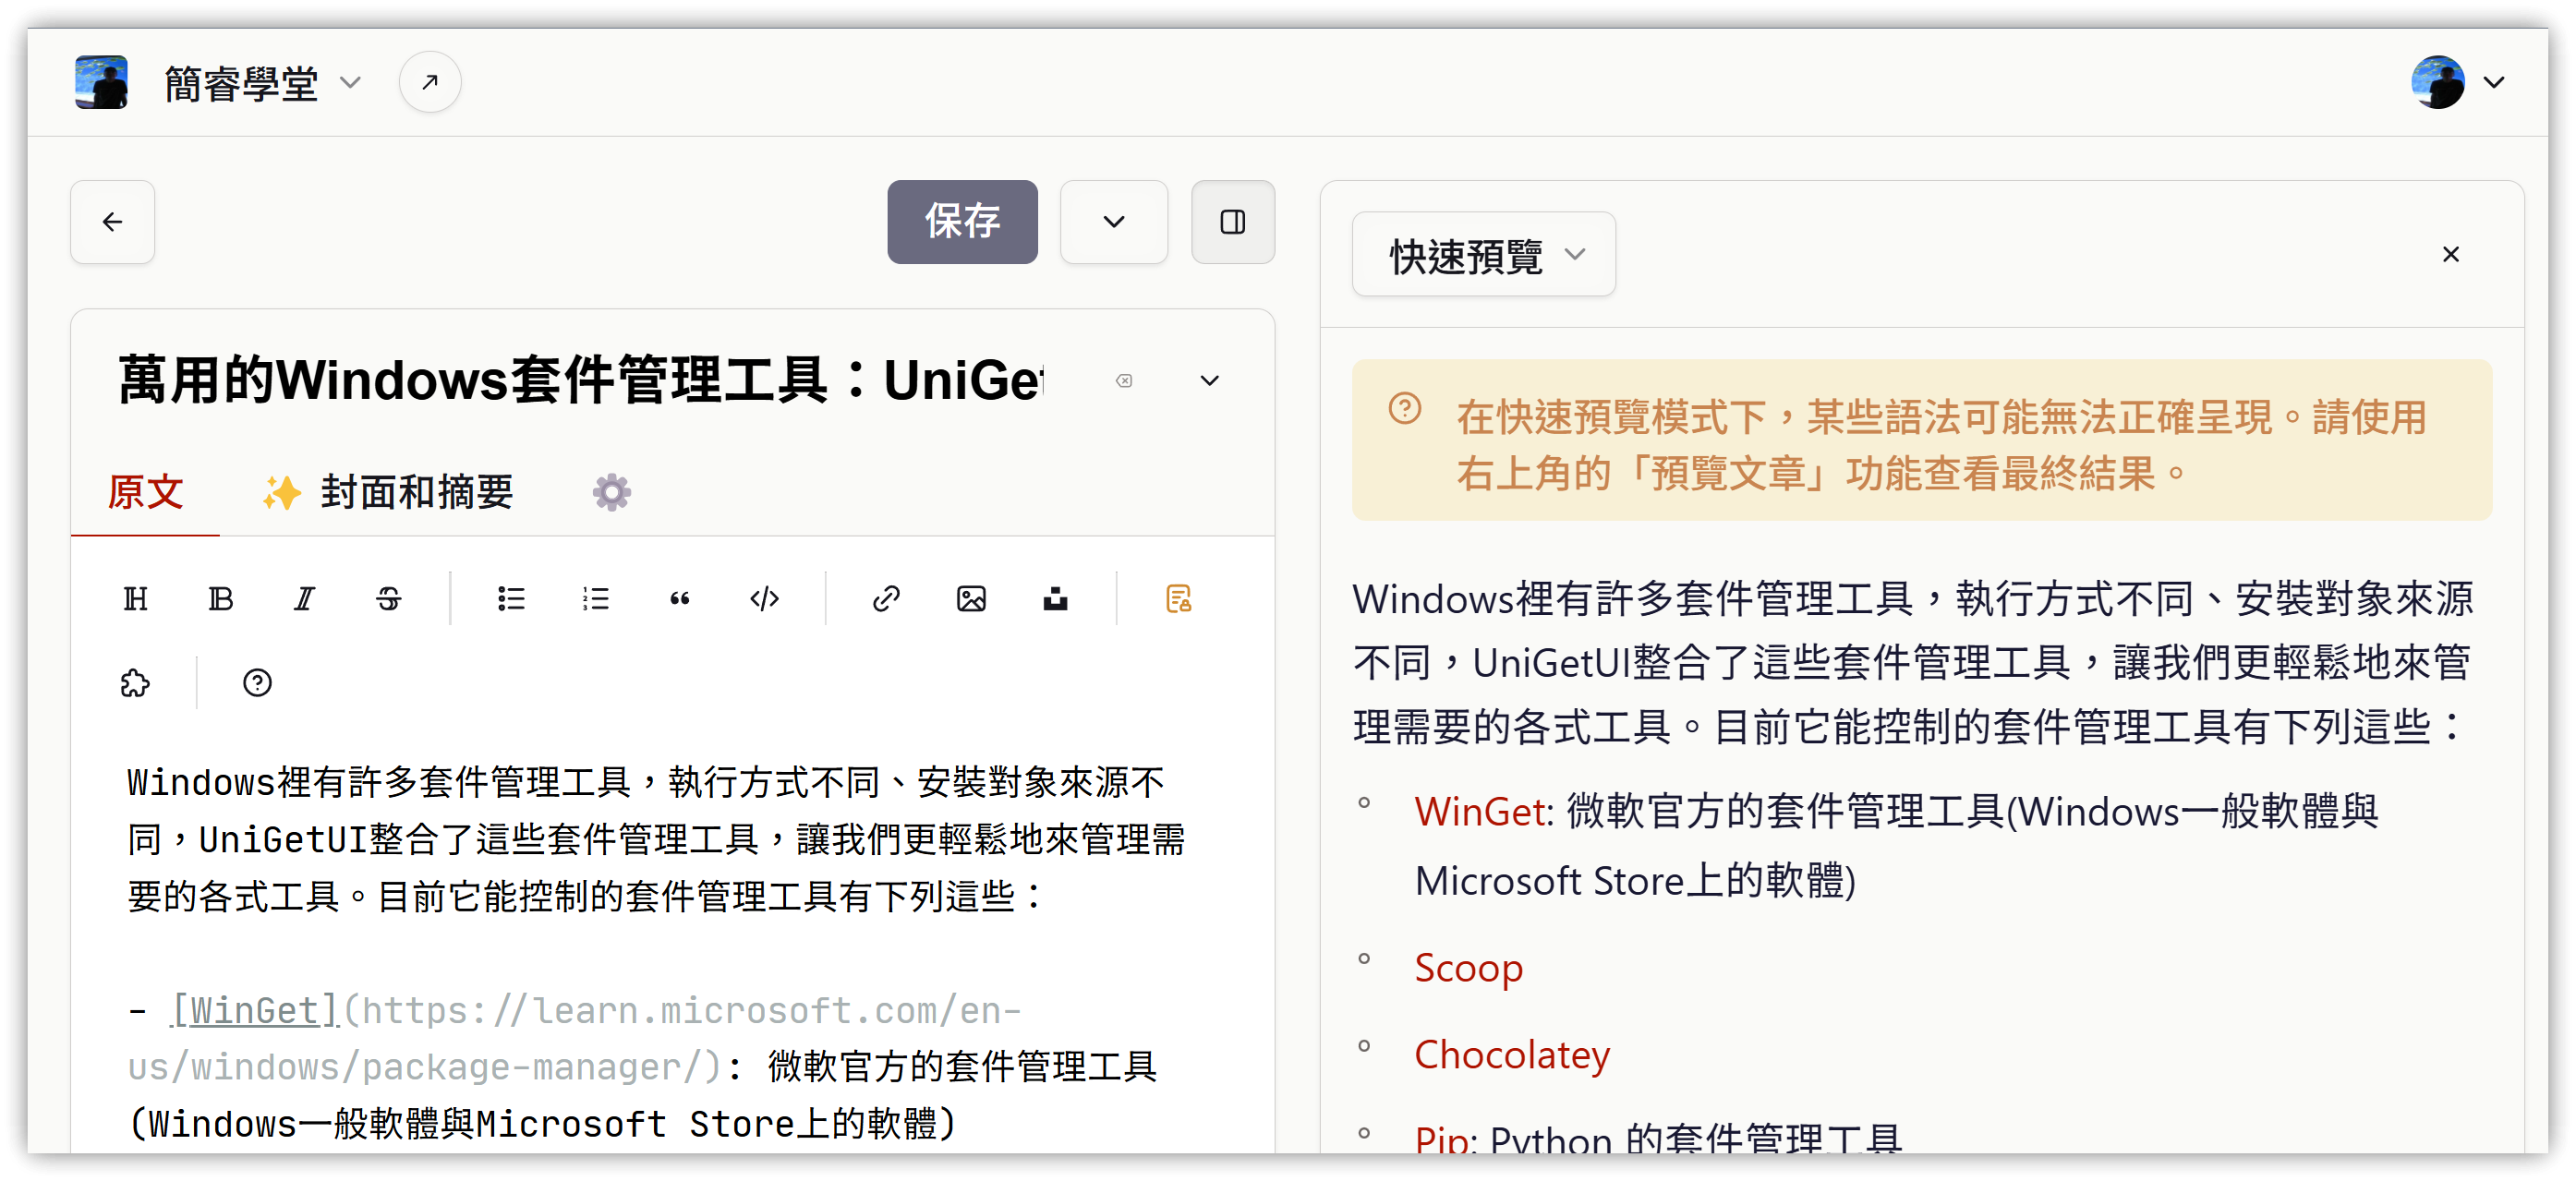 簡睿學堂
保存
萬用的Windows套件管理工具：UniGet
原文
✨ 封面和摘要
Windows裡有許多套件管理工具，執行方式不同、安裝對象來源不
同，UniGetUI整合了這些套件管理工具，讓我們更輕鬆地來管理需
要的各式工具。目前它能控制的套件管理工具有下列這些：
- [WinGet](https://learn.microsoft.com/en-
us/windows/package-manager/): 微軟官方的套件管理工具
(Windows一般軟體與Microsoft Store上的軟體)
快速預覽
在快速預覽模式下，某些語法可能無法正確呈現。請使用
右上角的「預覽文章」功能查看最終結果。
Windows裡有許多套件管理工具，執行方式不同、安裝對象來源
不同，UniGetUI整合了這些套件管理工具，讓我們更輕鬆地來管
理需要的各式工具。目前它能控制的套件管理工具有下列這些：
WinGet: 微軟官方的套件管理工具(Windows一般軟體與
Microsoft Store上的軟體)
Scoop
Chocolatey
Pip: Python 的套件管理工具